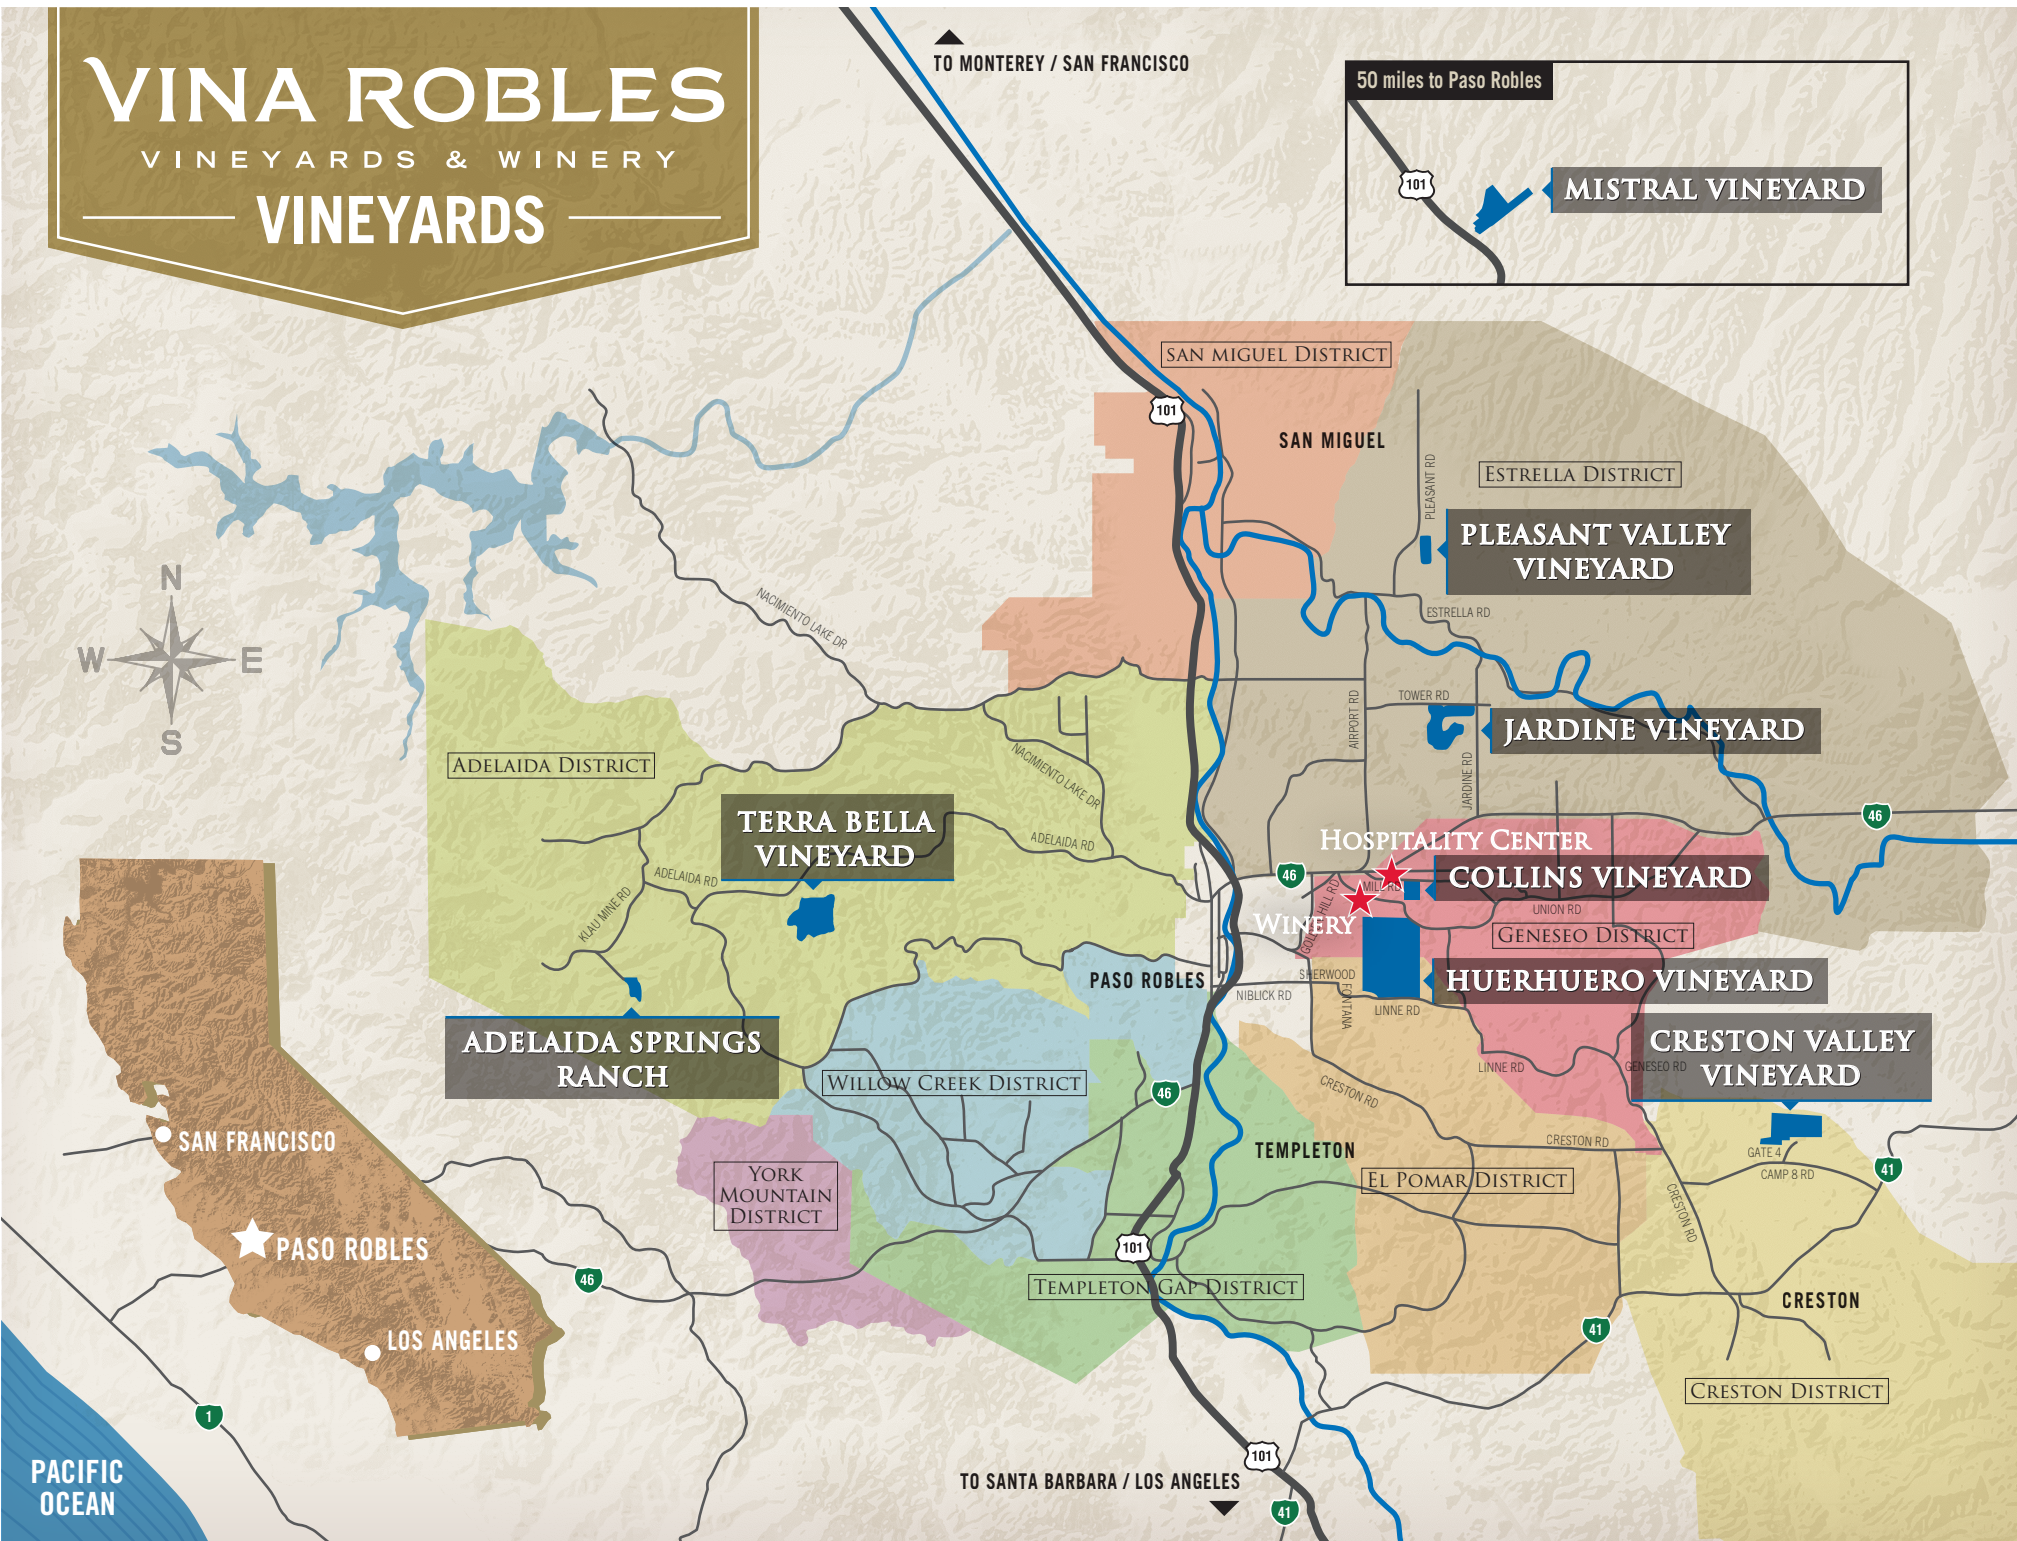 VINA ROBLES
VINEYARDS & WINERY
VINEYARDS
TO MONTEREY / SAN FRANCISCO
50 miles to Paso Robles
101
MISTRAL VINEYARD
SAN MIGUEL DISTRICT
101
SAN MIGUEL
PLEASANT RD
ESTRELLA DISTRICT
PLEASANT VALLEY
VINEYARD
N
W
E
S
NACIMIENTO LAKE DR
ESTRELLA RD
TOWER RD
AIRPORT RD
JARDINE VINEYARD
JARDINE RD
ADELAIDA DISTRICT
NACIMIENTO LAKE DR
TERRA BELLA
VINEYARD
ADELAIDA RD
46
HOSPITALITY CENTER
46
COLLINS VINEYARD
MILL RD
ADELAIDA RD
KLAU MINE RD
UNION RD
WINERY
GOLDEN HILL RD
GENESEO DISTRICT
PASO ROBLES
SHERWOOD
HUERHUERO VINEYARD
NIBLICK RD
FONTANA
LINNE RD
ADELAIDA SPRINGS
RANCH
CRESTON VALLEY
VINEYARD
LINNE RD
GENESEO RD
WILLOW CREEK DISTRICT
46
CRESTON RD
SAN FRANCISCO
TEMPLETON
CRESTON RD
GATE 4
CAMP 8 RD
41
YORK
MOUNTAIN
DISTRICT
EL POMAR DISTRICT
CRESTON RD
PASO ROBLES
101
46
TEMPLETON GAP DISTRICT
CRESTON
41
LOS ANGELES
CRESTON DISTRICT
1
101
PACIFIC
OCEAN
TO SANTA BARBARA / LOS ANGELES
41